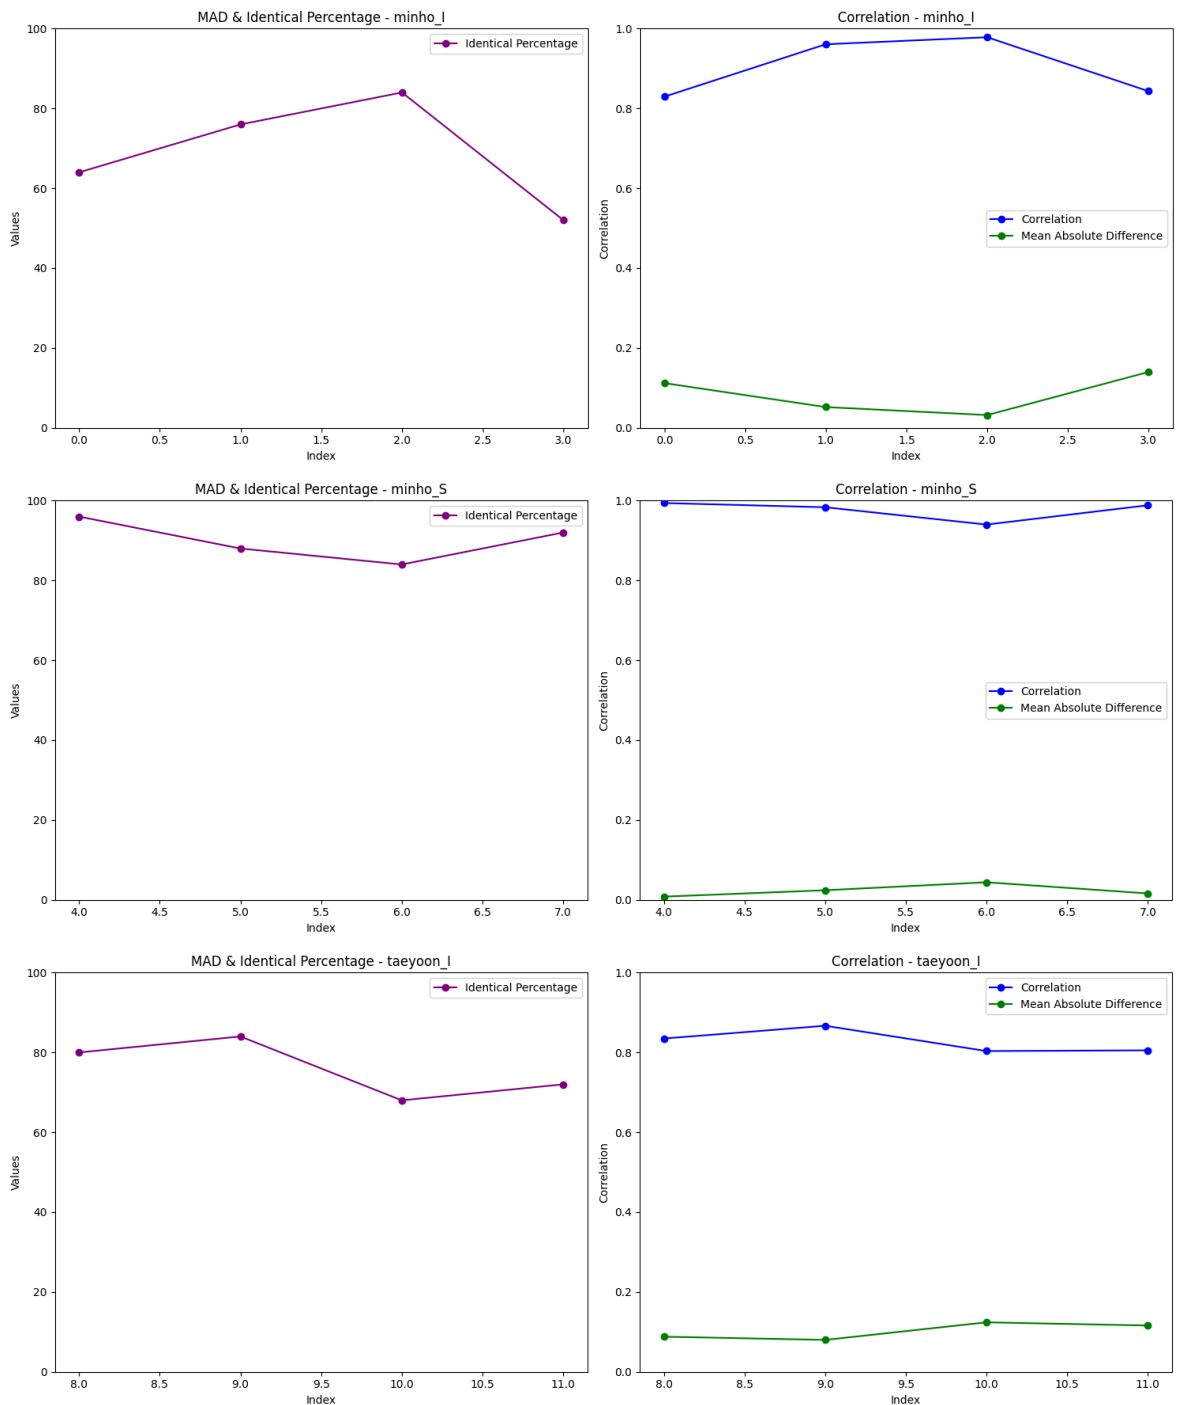 MAD & Identical Percentage - minho_I
Identical Percentage
100
80
60
40
20
0
Values
0.0 0.5 1.0 1.5 2.0 2.5 3.0
Index
Correlation - minho_I
Correlation
Mean Absolute Difference
1.0
0.8
0.6
0.4
0.2
0.0
Correlation
0.0 0.5 1.0 1.5 2.0 2.5 3.0
Index
MAD & Identical Percentage - minho_S
Identical Percentage
100
80
60
40
20
0
Values
4.0 4.5 5.0 5.5 6.0 6.5 7.0
Index
Correlation - minho_S
Correlation
Mean Absolute Difference
1.0
0.8
0.6
0.4
0.2
0.0
Correlation
4.0 4.5 5.0 5.5 6.0 6.5 7.0
Index
MAD & Identical Percentage - taeyoon_I
Identical Percentage
100
80
60
40
20
0
Values
8.0 8.5 9.0 9.5 10.0 10.5 11.0
Index
Correlation - taeyoon_I
Correlation
Mean Absolute Difference
1.0
0.8
0.6
0.4
0.2
0.0
Correlation
8.0 8.5 9.0 9.5 10.0 10.5 11.0
Index